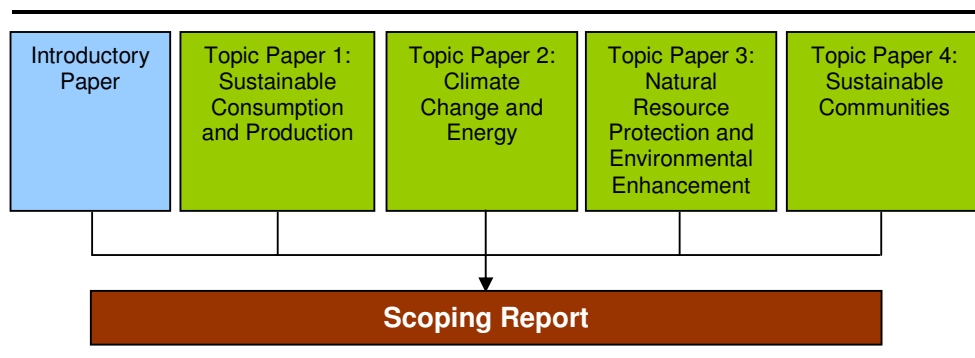 Introductory
Paper
Topic Paper 1:
Sustainable
Consumption
and Production
Topic Paper 2:
Climate
Change and
Energy
Topic Paper 3:
Natural
Resource
Protection and
Environmental
Enhancement
Topic Paper 4:
Sustainable
Communities
Scoping Report